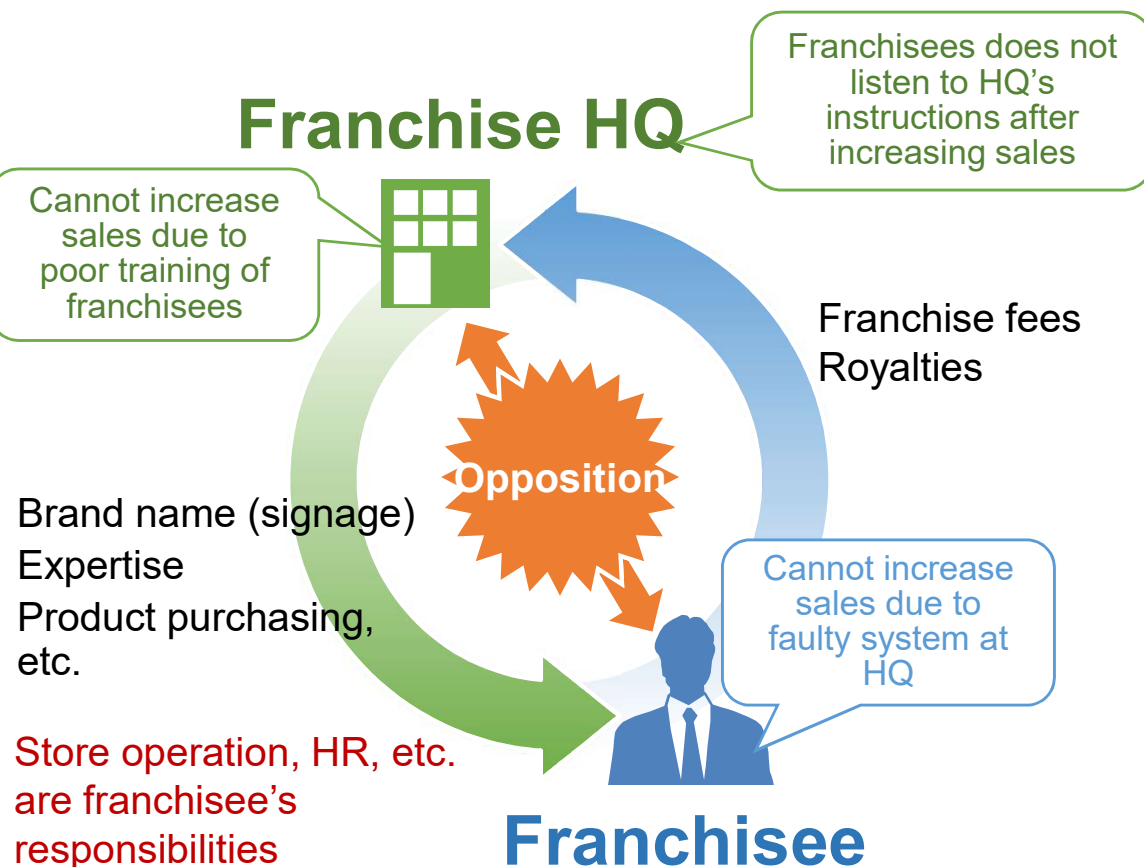 Franchisees does not
listen to HQ’s
instructions after
increasing sales
Franchise HQ
Cannot increase
sales due to
poor training of
franchisees
Franchise fees
Royalties
Opposition
Brand name (signage)
Expertise
Product purchasing,
etc.
Cannot increase
sales due to
faulty system at
HQ
Store operation, HR, etc.
are franchisee’s
responsibilities
Franchisee